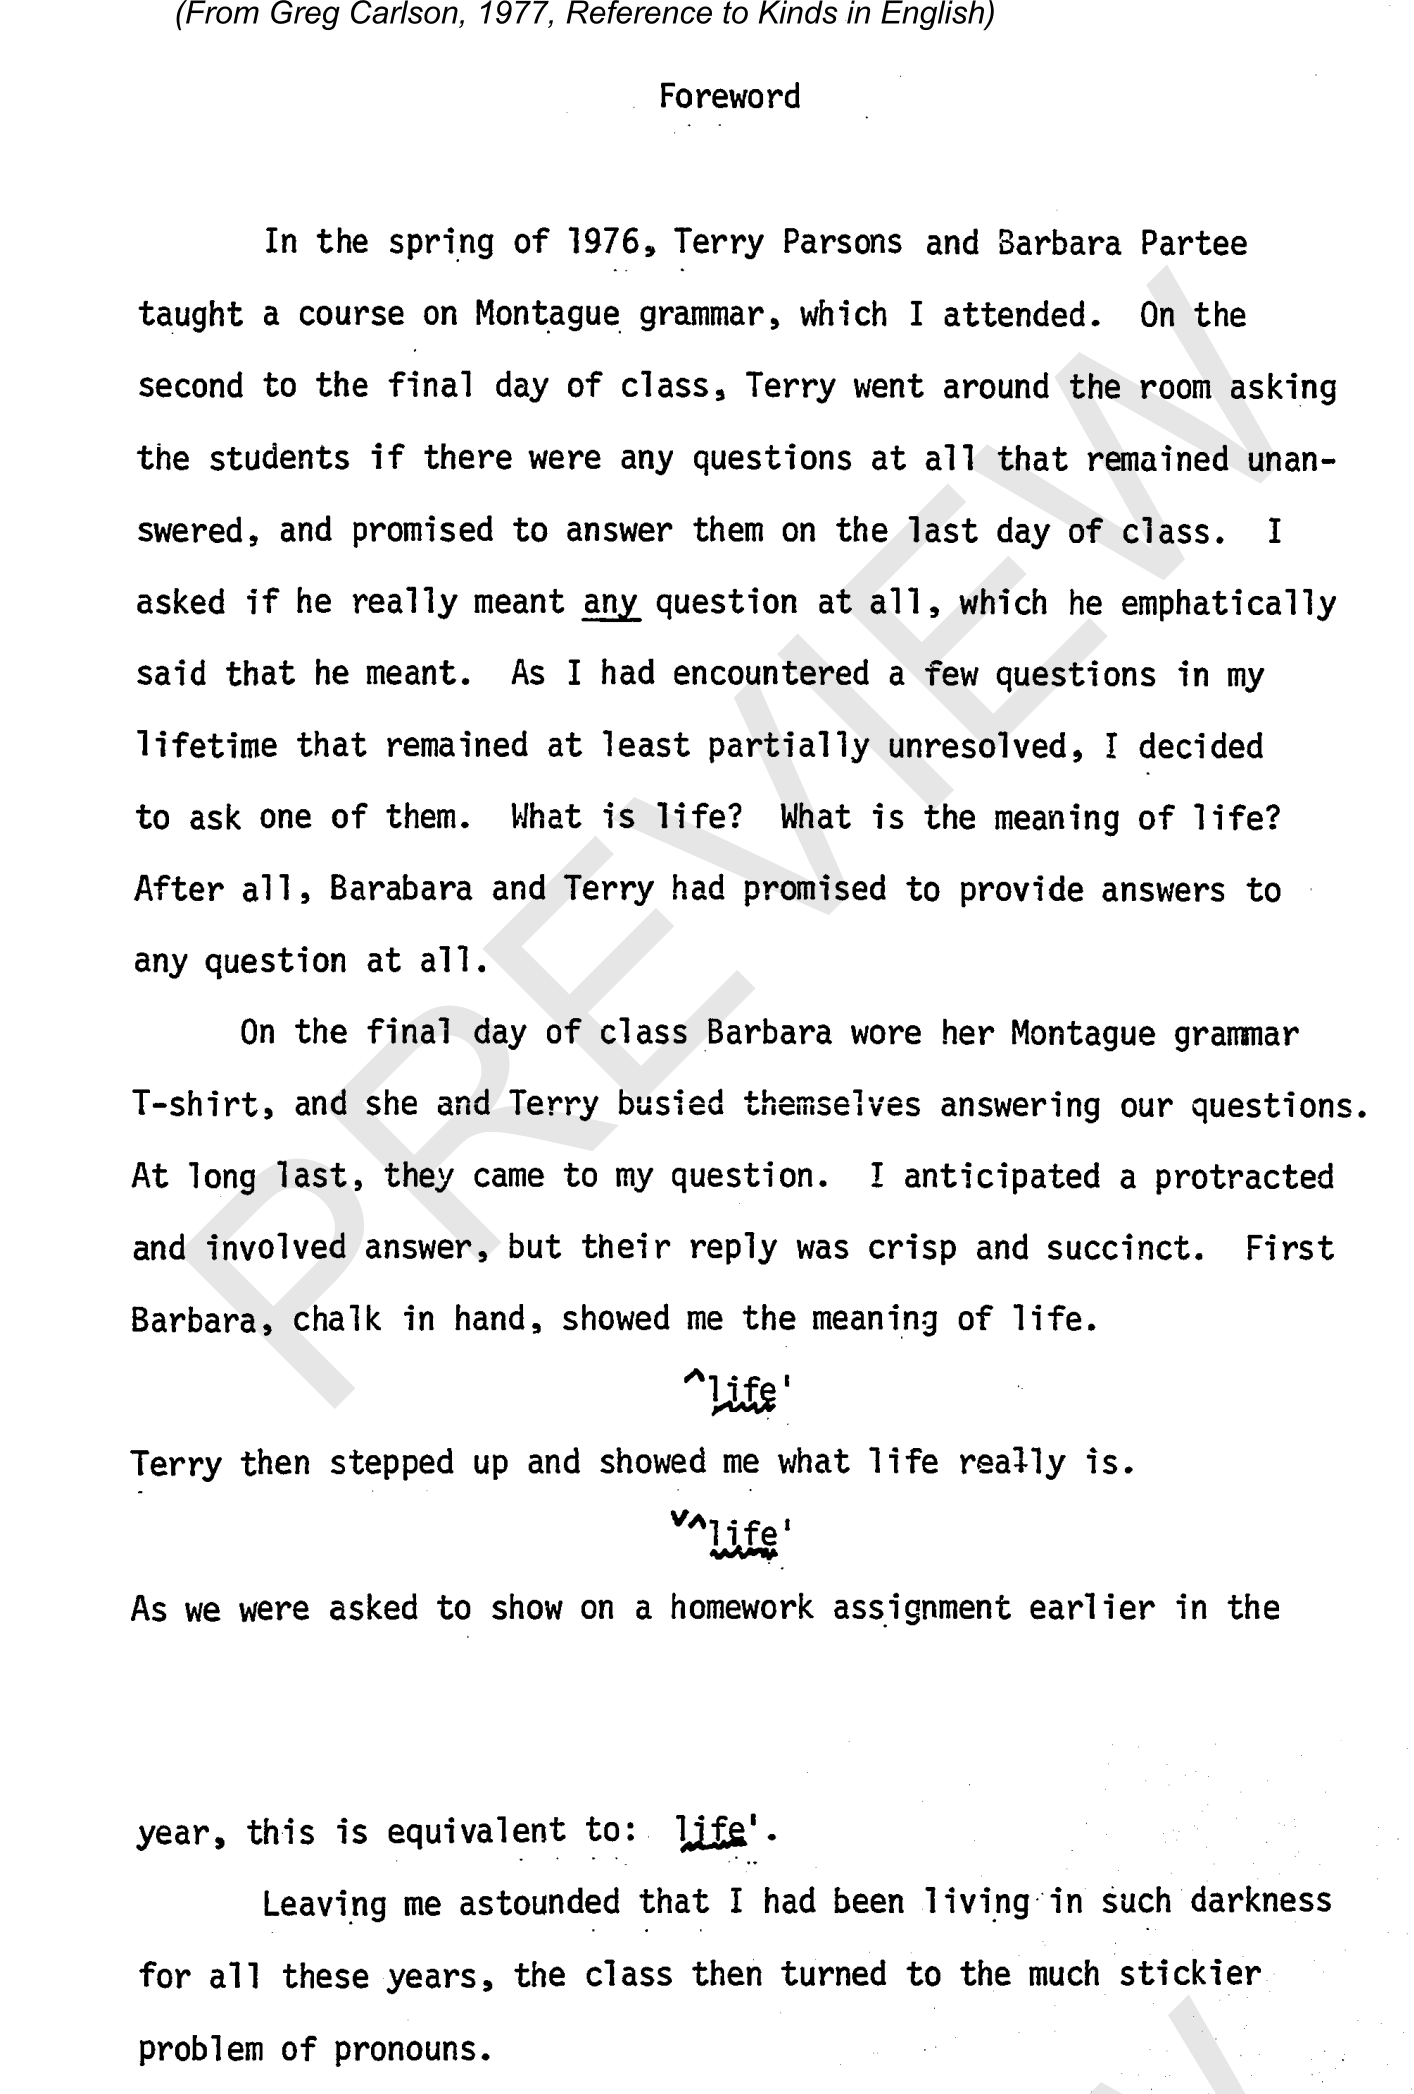 (From Greg Carlson, 1977, Reference to Kinds in English)
Foreword
In the spring of 1976, Terry Parsons and Barbara Partee
taught a course on Montague grammar, which I attended. On the
second to the final day of class, Terry went around the room asking
the students if there were any questions at all that remained unan-
swered, and promised to answer them on the last day of class. I
asked if he really meant any question at all, which he emphatically
said that he meant. As I had encountered a few questions in my
lifetime that remained at least partially unresolved, I decided
to ask one of them. What is life? What is the meaning of life?
After all, Barabara and Terry had promised to provide answers to
any question at all.
On the final day of class Barbara wore her Montague grammar
T-shirt, and she and Terry busied themselves answering our questions.
At long last, they came to my question. I anticipated a protracted
and involved answer, but their reply was crisp and succinct. First
Barbara, chalk in hand, showed me the meaning of life.
^life'
Terry then stepped up and showed me what life really is.
ˇ^life'
As we were asked to show on a homework assignment earlier in the
year, this is equivalent to: life'.
Leaving me astounded that I had been living in such darkness
for all these years, the class then turned to the much stickier
problem of pronouns.
PREVIEW